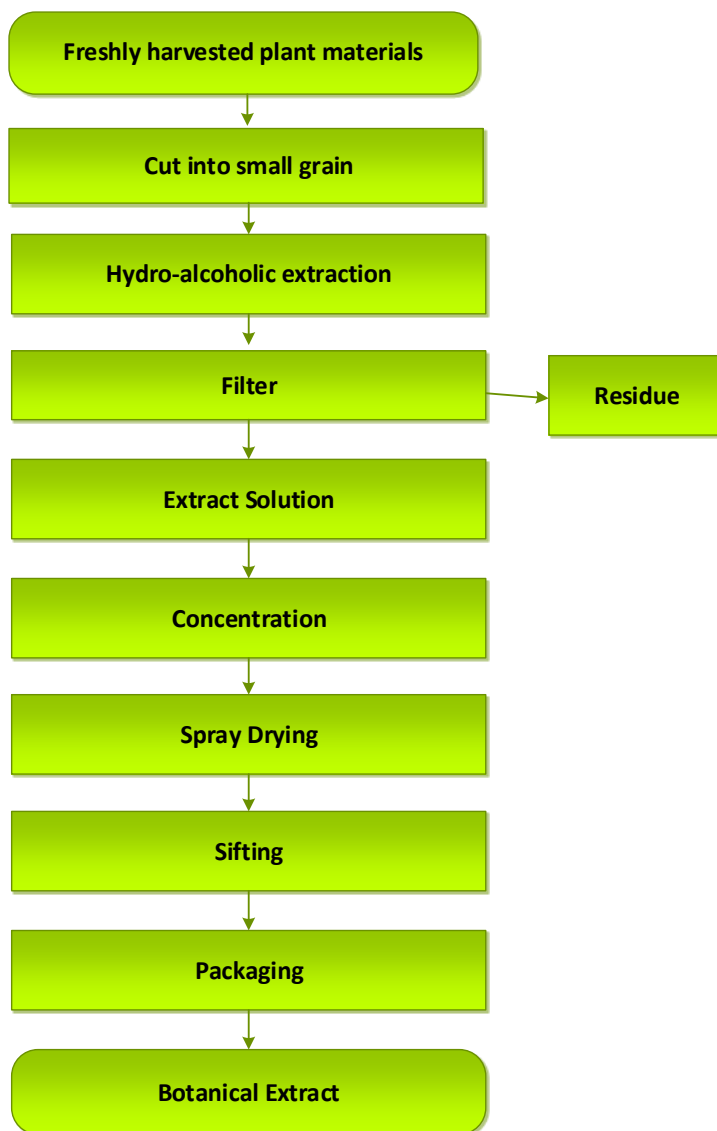 Freshly harvested plant materials
Cut into small grain
Hydro-alcoholic extraction
Filter
Residue
Extract Solution
Concentration
Spray Drying
Sifting
Packaging
Botanical Extract